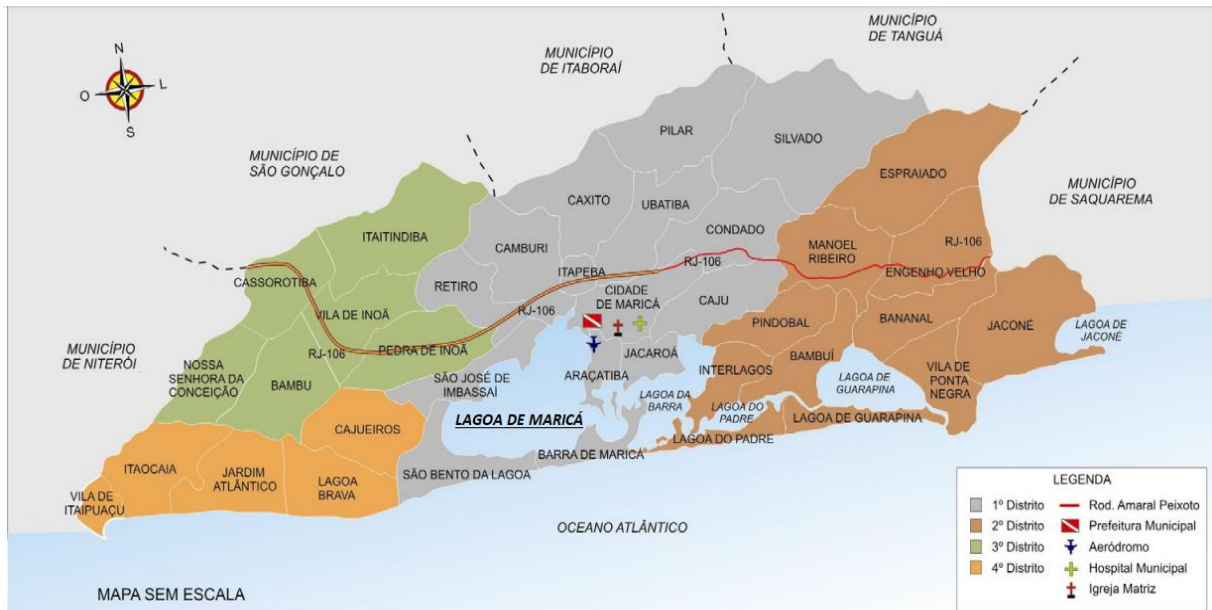 N
O
L
S
MUNICÍPIO
DE ITABORAÍ
MUNICÍPIO
DE TANGUÁ
MUNICÍPIO DE
SÃO GONÇALO
MUNICÍPIO
DE SAQUAREMA
MUNICÍPIO
DE NITERÓI
PILAR
SILVADO
ESPRAIADO
CAXITO
UBATIBA
ITAITINDIBA
CAMBURI
CONDADO
MANOEL
RIBEIRO
RJ-106
RJ-106
ITAPEBA
ENGENHO VELHO
CASSOROTIBA
RETIRO
CIDADE
DE MARICÁ
CAJU
VILA DE INOÃ
RJ-106
PINDOBAL
BANANAL
JACONÉ
LAGOA DE
JACONÉ
RJ-106
PEDRA DE INOÃ
JACAROÁ
BAMBUÍ
NOSSA
SENHORA DA
CONCEIÇÃO
BAMBU
SÃO JOSÉ DE
IMBASSAÍ
ARAÇATIBA
INTERLAGOS
LAGOA DE
GUARAPINA
VILA DE
PONTA
NEGRA
LAGOA DA
BARRA
LAGOA DO
PADRE
CAJUEIROS
LAGOA DE MARICÁ
LAGOA DE GUARAPINA
LAGOA DO PADRE
BARRA DE MARICÁ
ITAOCAIA
JARDIM
ATLÂNTICO
LAGOA
BRAVA
SÃO BENTO DA LAGOA
VILA DE
ITAIPUAÇU
OCEANO ATLÂNTICO
MAPA SEM ESCALA
LEGENDA
1º Distrito
2º Distrito
3º Distrito
4º Distrito
Rod. Amaral Peixoto
Prefeitura Municipal
Aeródromo
Hospital Municipal
Igreja Matriz